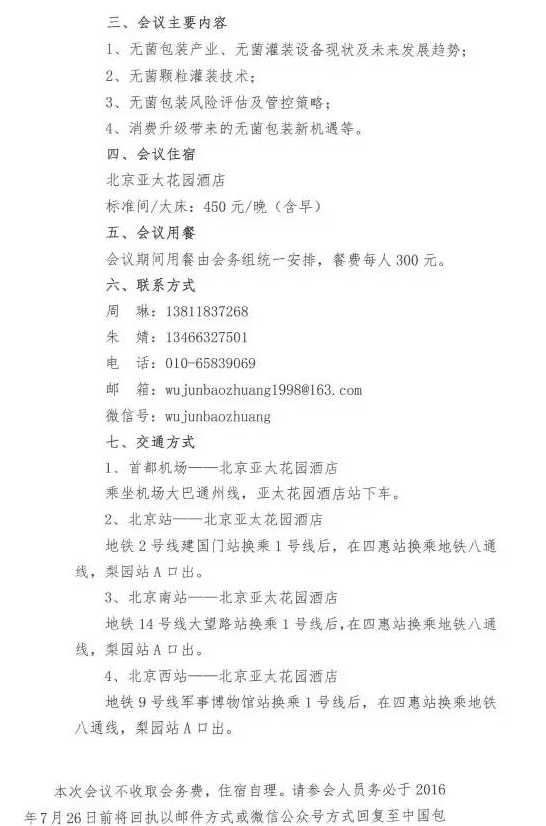 三、会议主要内容
1、无菌包装产业、无菌灌装设备现状及未来发展趋势；
2、无菌颗粒灌装技术；
3、无菌包装风险评估及管控策略；
4、消费升级带来的无菌包装新机遇等。
四、会议住宿
北京亚太花园酒店
标准间/大床：450 元/晚（含早）
五、会议用餐
会议期间用餐由会务组统一安排，餐费每人 300 元。
六、联系方式
周　琳：13811837268
朱　婧：13466327501
电　话：010-65839069
邮　箱：wujunbaozhuang1998@163.com
微信号：wujunbaozhuang
七、交通方式
1、首都机场——北京亚太花园酒店
乘坐机场大巴通州线，亚太花园酒店站下车。
2、北京站——北京亚太花园酒店
地铁 2 号线建国门站换乘 1 号线后，在四惠站换乘地铁八通
线，梨园站 A 口出。
3、北京南站——北京亚太花园酒店
地铁 14 号线大望路站换乘 1 号线后,在四惠站换乘地铁八通
线，梨园站 A 口出。
4、北京西站——北京亚太花园酒店
地铁 9 号线军事博物馆站换乘 1 号线后，在四惠站换乘地铁
八通线，梨园站 A 口出。
本次会议不收取会务费，住宿自理。请参会人员务必于 2016
年 7 月 26 日前将回执以邮件方式或微信公众号方式回复至中国包